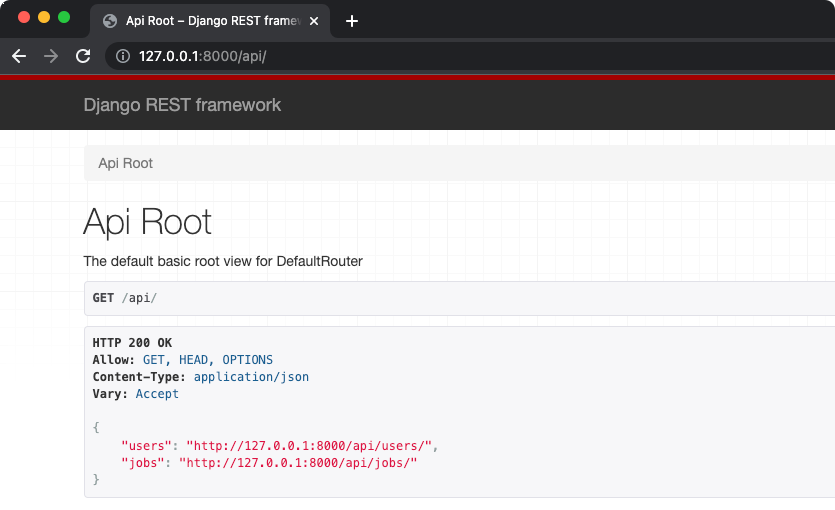 Api Root – Django REST framew
127.0.0.1:8000/api/
Django REST framework
Api Root
Api Root
The default basic root view for DefaultRouter
GET /api/
HTTP 200 OK
Allow: GET, HEAD, OPTIONS
Content-Type: application/json
Vary: Accept
{
    "users": "http://127.0.0.1:8000/api/users/",
    "jobs": "http://127.0.0.1:8000/api/jobs/"
}